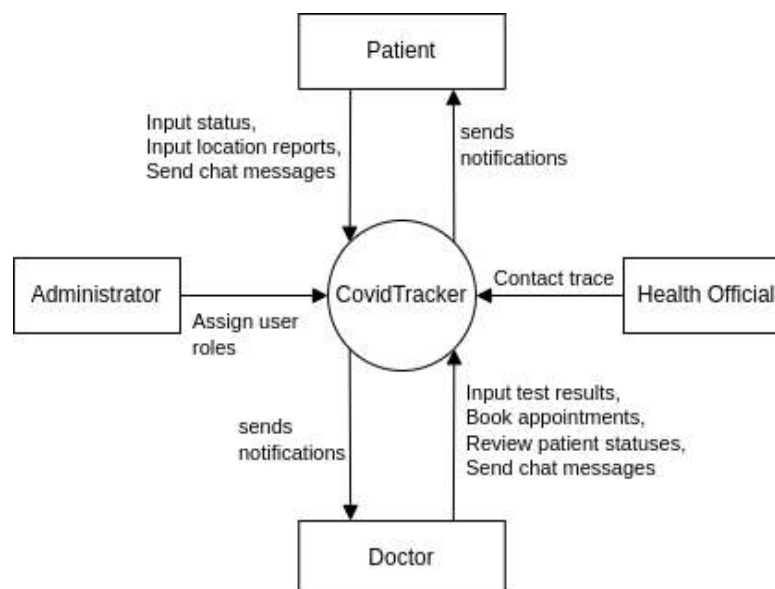 Patient
Input status,
Input location reports,
Send chat messages
sends
notifications
Administrator
CovidTracker
Contact trace
Health Official
Assign user
roles
sends
notifications
Input test results,
Book appointments,
Review patient statuses,
Send chat messages
Doctor